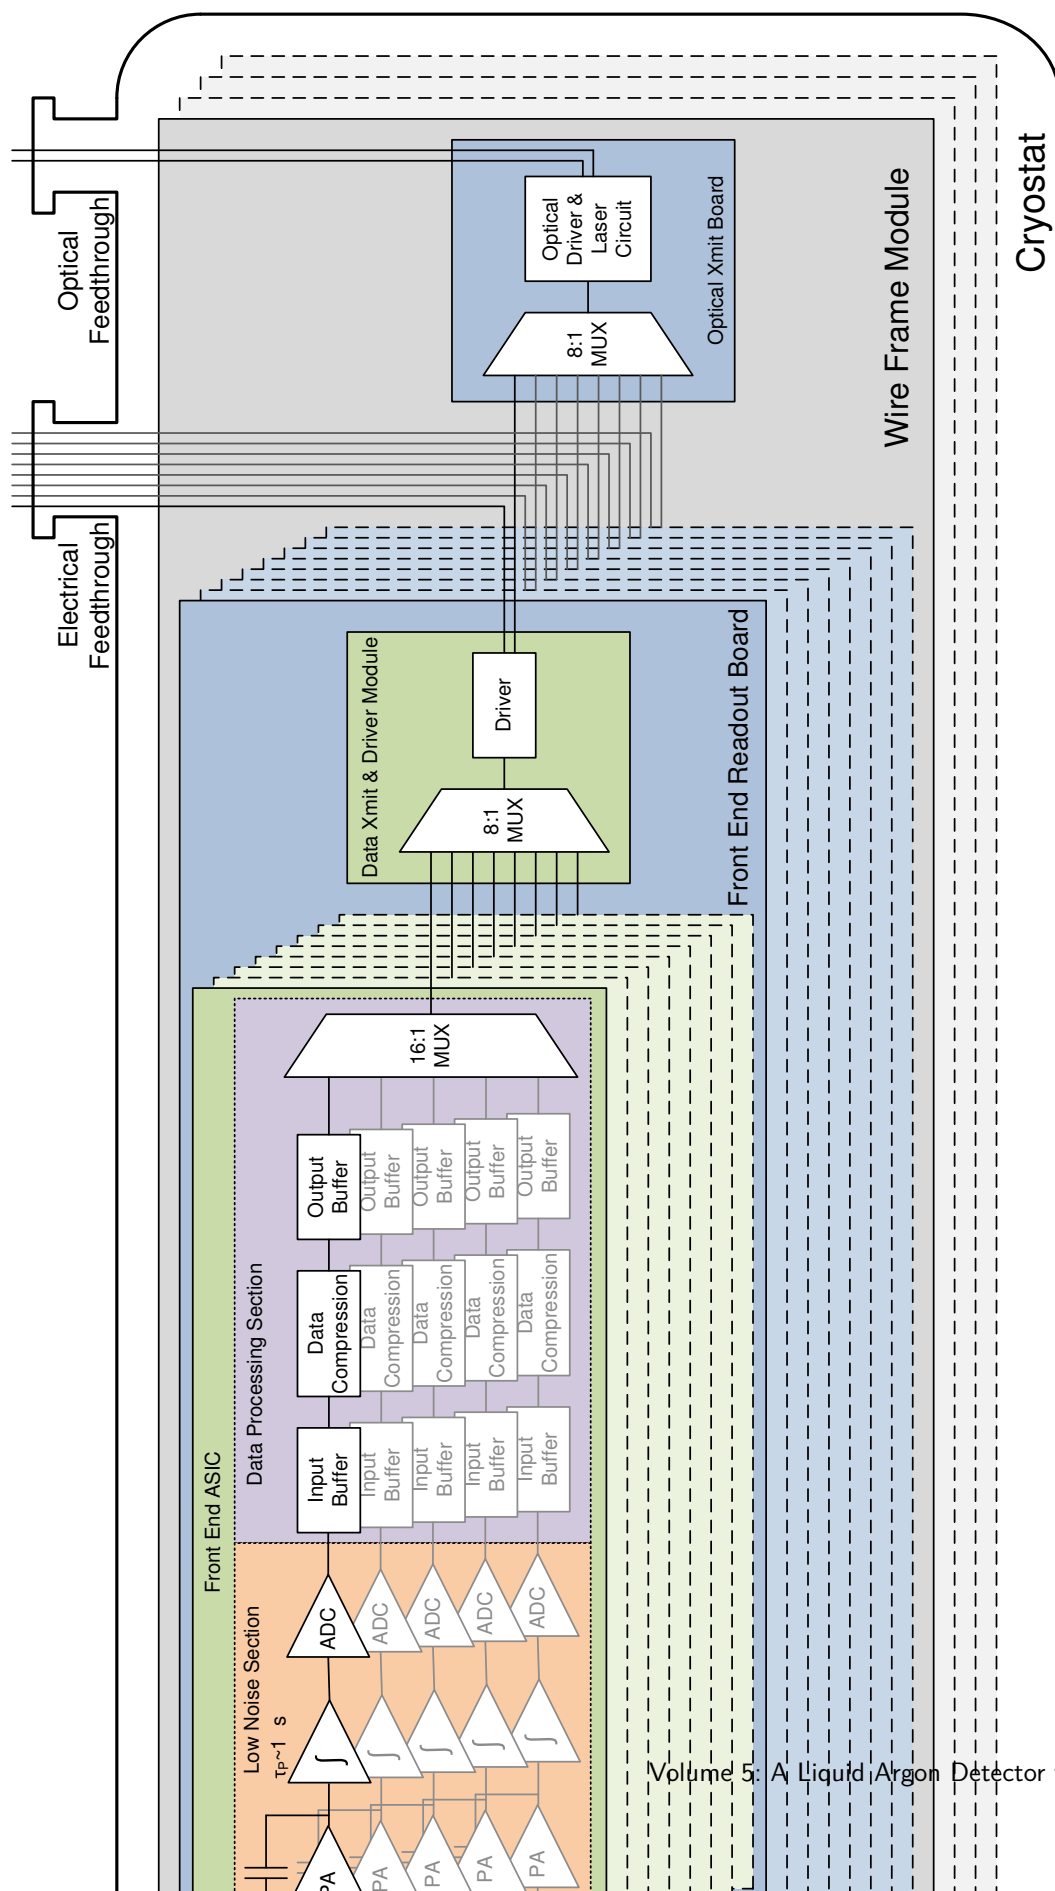 Cryostat
Wire Frame Module
Optical
Feedthrough
Optical
Driver &
Laser
Circuit
Optical Xmit Board
8:1
MUX
Electrical
Feedthrough
Front End Readout Board
Data Xmit & Driver Module
Driver
8:1
MUX
Front End ASIC
Data Processing Section
16:1
MUX
Output
Buffer
Output
Buffer
Output
Buffer
Output
Buffer
Output
Buffer
Data
Compression
Data
Compression
Data
Compression
Data
Compression
Data
Compression
Input
Buffer
Input
Buffer
Input
Buffer
Input
Buffer
Input
Buffer
Low Noise Section
τP~1 s
ADC
ADC
ADC
ADC
ADC
∫
∫
∫
∫
∫
PA
PA
PA
PA
PA
Volume 5: A Liquid Argon Detector